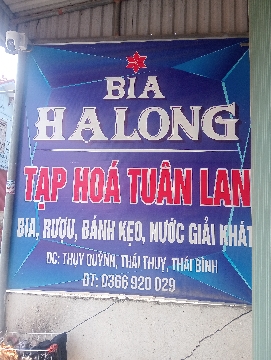 BIA
HẠLONG
TẠP HOÁ TUÂN LAN
BIA, RƯỢU, BÁNH KẸO, NƯỚC GIẢI KHÁT
ĐC: THỤY QUỲNH, THÁI THỤY, THÁI BÌNH
ĐT: 0366 920 029